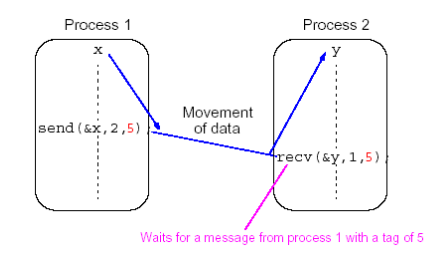 Process 1
Process 2
x
y
Movement
of data
send(&x,2,5);
recv(&y,1,5);
Waits for a message from process 1 with a tag of 5